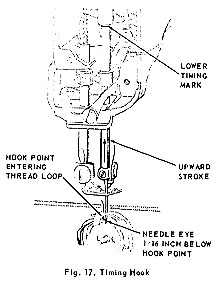 LOWER
TIMING
MARK
HOOK POINT
ENTERING
THREAD LOOP
UPWARD
STROKE
NEEDLE EYE
1/16 INCH BELOW
HOOK POINT
Fig. 17. Timing Hook